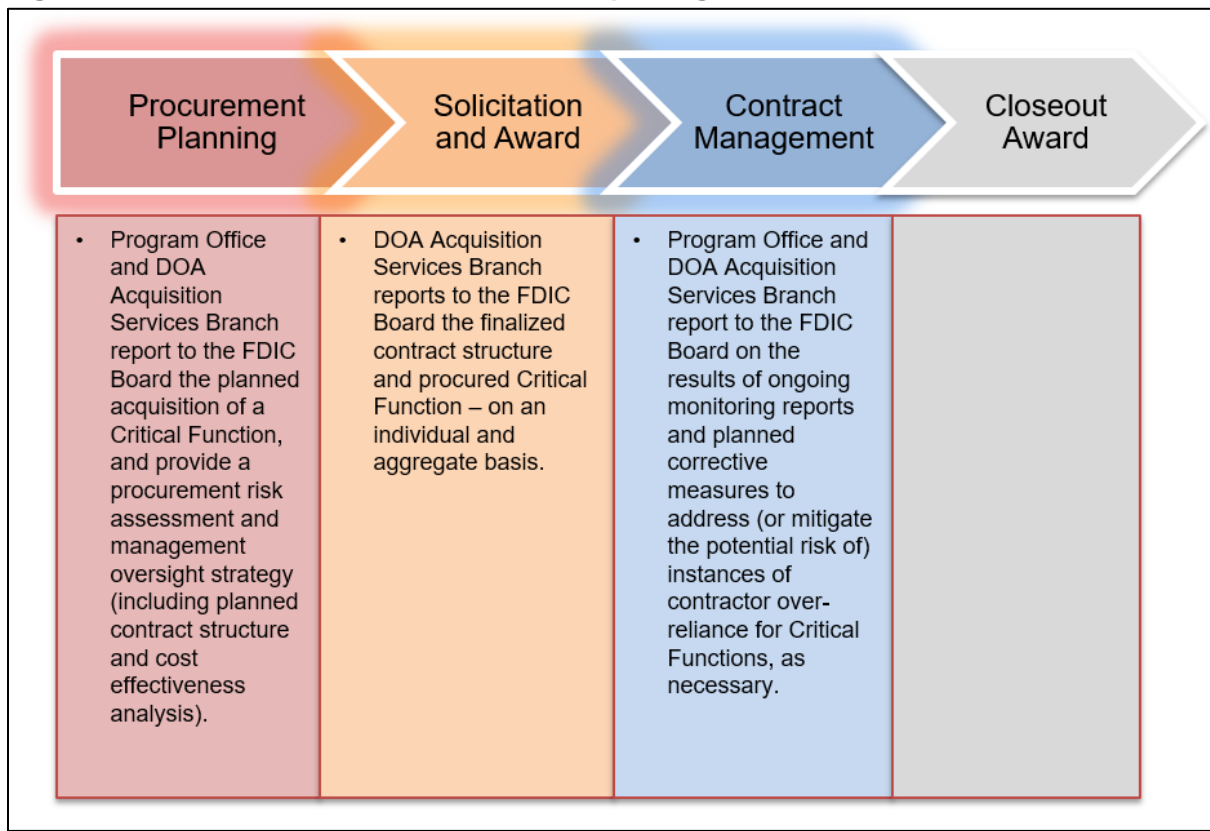 Procurement
Planning
Solicitation
and Award
Contract
Management
Closeout
Award
• Program Office
and DOA
Acquisition
Services Branch
report to the FDIC
Board the planned
acquisition of a
Critical Function,
and provide a
procurement risk
assessment and
management
oversight strategy
(including planned
contract structure
and cost
effectiveness
analysis).
• DOA Acquisition
Services Branch
reports to the FDIC
Board the finalized
contract structure
and procured Critical
Function – on an
individual and
aggregate basis.
• Program Office and
DOA Acquisition
Services Branch
report to the FDIC
Board on the
results of ongoing
monitoring reports
and planned
corrective
measures to
address (or mitigate
the potential risk of)
instances of
contractor over-
reliance for Critical
Functions, as
necessary.